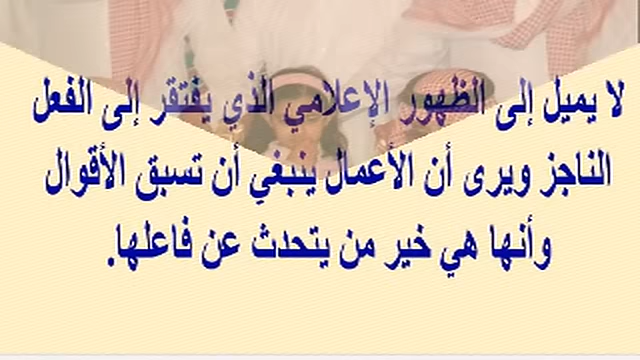 لا يميل إلى الظهور الإعلامي الذي يفتقر إلى الفعل
الناجز ويرى أن الأعمال ينبغي أن تسبق الأقوال
وأنها هي خير من يتحدث عن فاعلها.